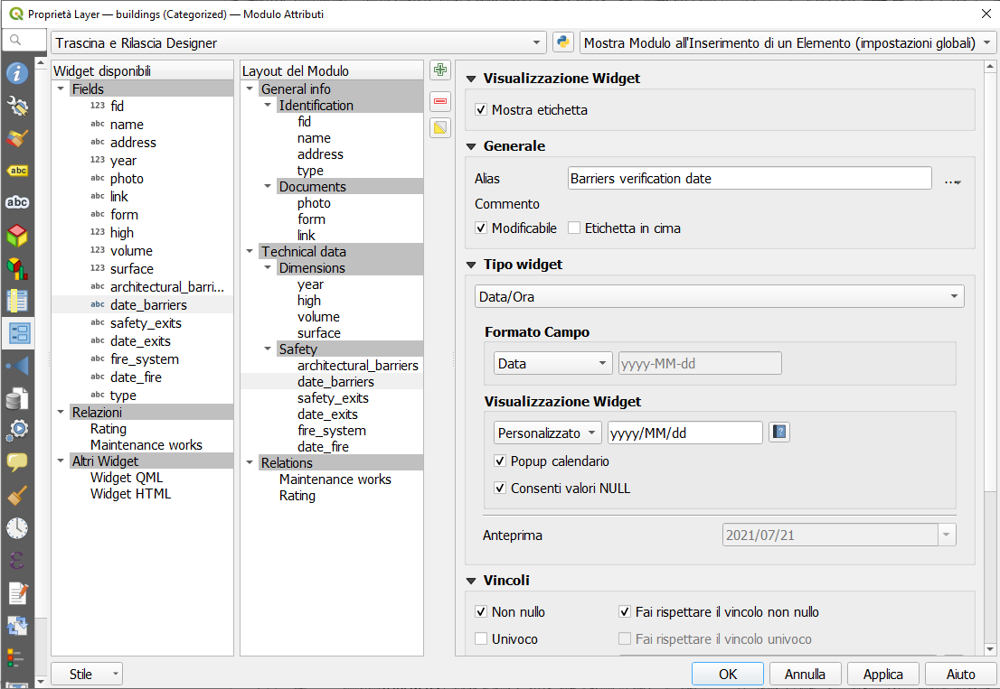 Proprietà Layer — buildings (Categorized) — Modulo Attributi
Trascina e Rilascia Designer
Mostra Modulo all'Inserimento di un Elemento (impostazioni globali)
Widget disponibili
Fields
123 fid
abc name
abc address
123 year
abc photo
abc link
abc form
123 high
123 volume
123 surface
abc architectural_barri...
abc date_barriers
abc safety_exits
abc date_exits
abc fire_system
abc date_fire
abc type
Relazioni
Rating
Maintenance works
Altri Widget
Widget QML
Widget HTML
Layout del Modulo
General info
Identification
fid
name
address
type
Documents
photo
form
link
Technical data
Dimensions
year
high
volume
surface
Safety
architectural_barriers
date_barriers
safety_exits
date_exits
fire_system
date_fire
Relations
Maintenance works
Rating
Visualizzazione Widget
Mostra etichetta
Generale
Alias
Barriers verification date
...
Commento
Modificabile
Etichetta in cima
Tipo widget
Data/Ora
Formato Campo
Data
yyyy-MM-dd
Visualizzazione Widget
Personalizzato
yyyy/MM/dd
Popup calendario
Consenti valori NULL
Anteprima
2021/07/21
Vincoli
Non nullo
Fai rispettare il vincolo non nullo
Univoco
Fai rispettare il vincolo univoco
abc
abc
Stile
OK
Annulla
Applica
Aiuto